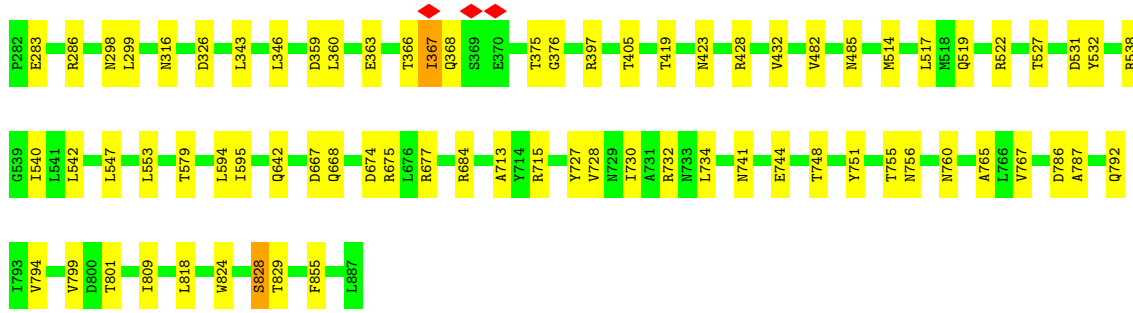 P282 E283 R286 N298 L299 N316 D326 L343 L346 D359 L360 E363 T366 I367 Q368 S369 E370 T375 G376 R397 T405 T419 N423 R428 V432 V482 N485 M514 L517 M518 Q519 R522 T527 D531 Y532 R538
G539 I540 L541 L542 L547 L553 T579 L594 I595 Q642 D667 Q668 D674 R675 L676 R677 R684 A713 Y714 R715 Y727 V728 N729 I730 A731 R732 N733 L734 N741 E744 T748 Y751 T755 N756 N760 A765 L766 V767 D786 A787 Q792
I793 V794 V799 D800 T801 I809 L818 W824 S828 T829 F855 L887